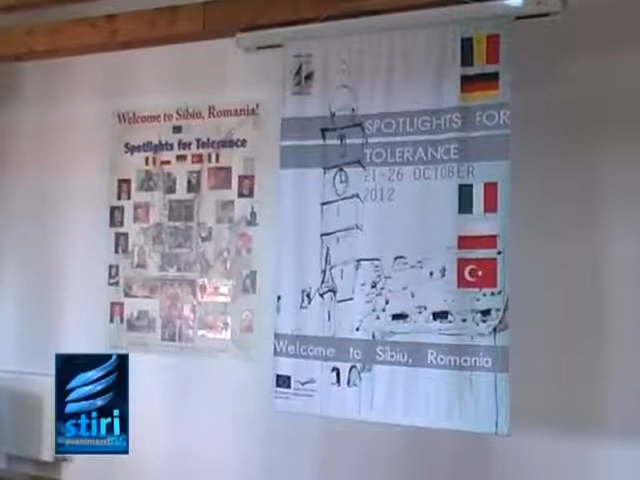 Welcome to Sibiu, Romania!
Spotlights for Tolerance
SPOTLIGHTS FOR
TOLERANCE
21-26 OCTOBER
2012
Welcome to Sibiu, Romania
stiri